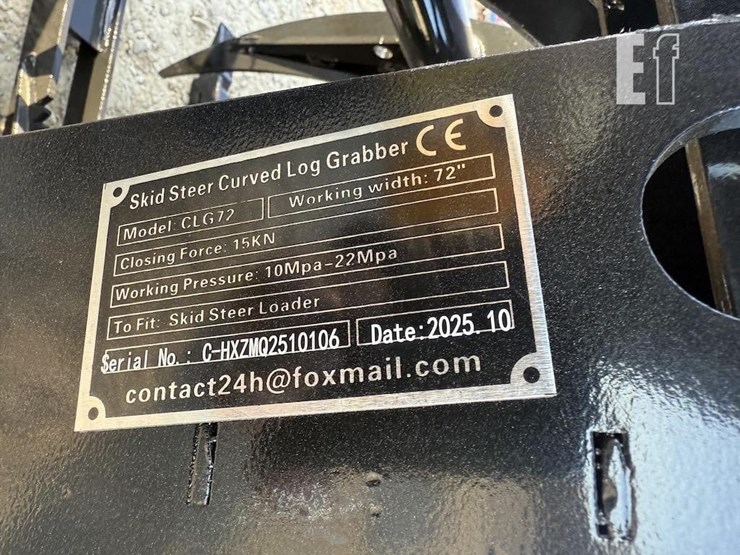 Ef
Skid Steer Curved Log Grabber CE
Model: CLG72 Working width: 72"
Closing Force: 15KN
Working Pressure: 10Mpa-22Mpa
To Fit: Skid Steer Loader
Serial No.: C-HXZMQ2510106 Date:2025.10
contact24h@foxmail.com